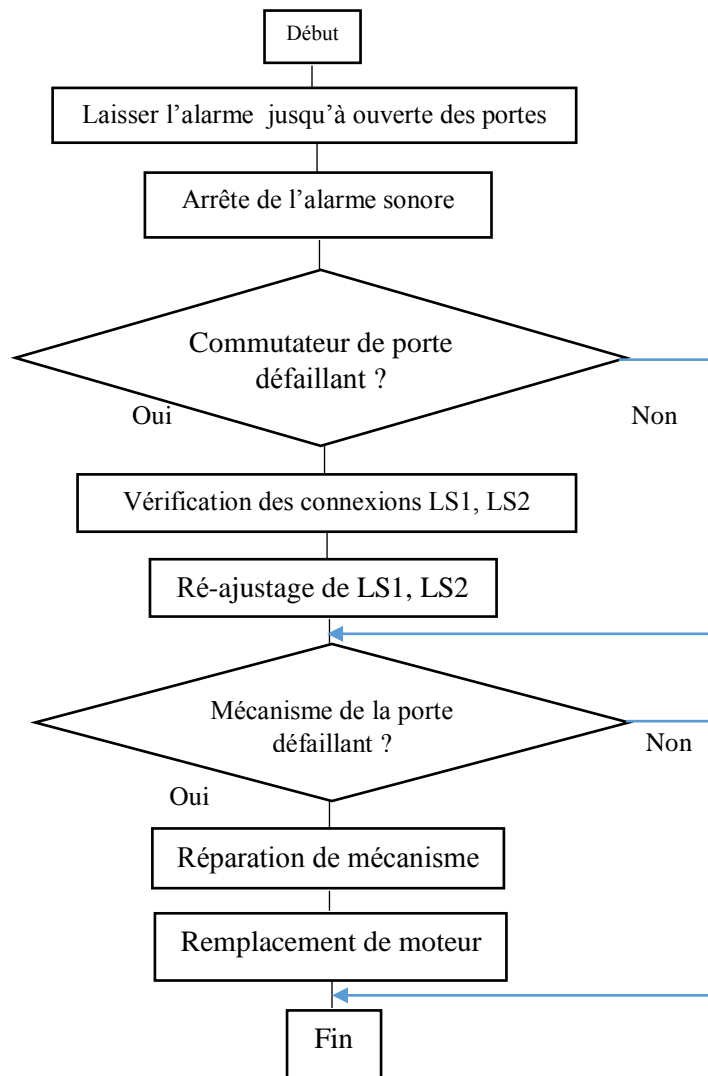 Début
Laisser l’alarme jusqu’à ouverte des portes
Arrête de l’alarme sonore
Commutateur de porte
défaillant ?
Oui
Non
Vérification des connexions LS1, LS2
Ré-ajustage de LS1, LS2
Mécanisme de la porte
défaillant ?
Non
Oui
Réparation de mécanisme
Remplacement de moteur
Fin